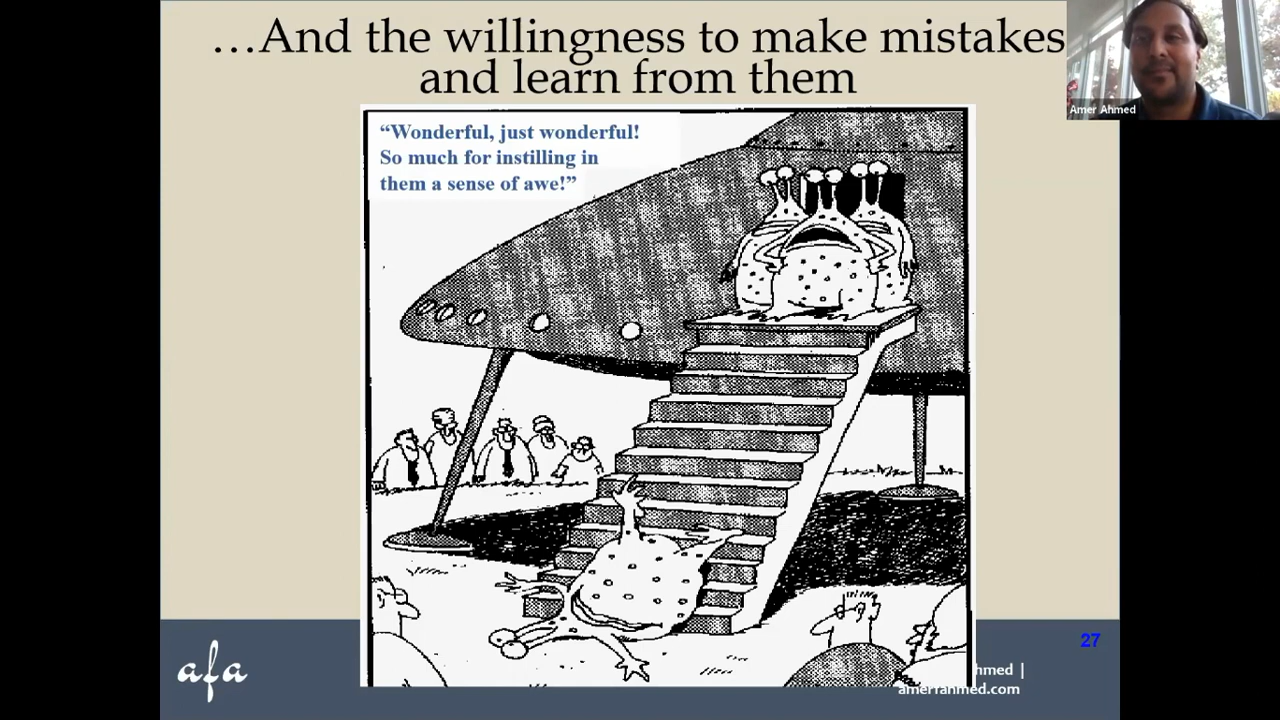 …And the willingness to make mistakes
and learn from them
Amer Ahmed
“Wonderful, just wonderful!
So much for instilling in
them a sense of awe!”
27
afa
hmed |
amerfahmed.com